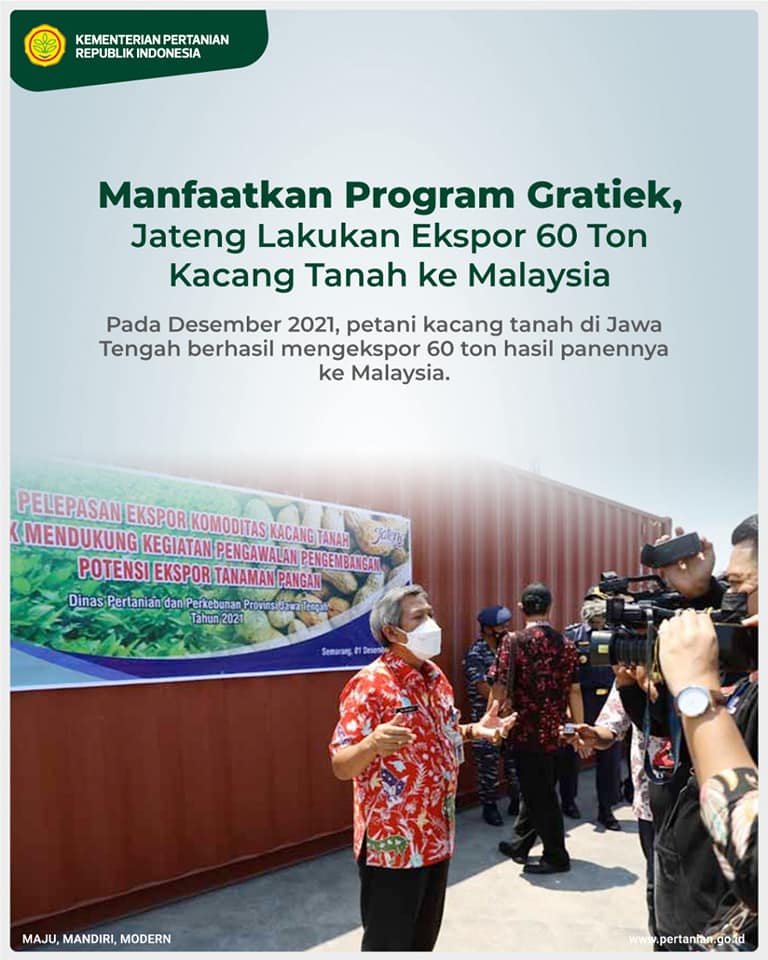 KEMENTERIAN PERTANIAN
REPUBLIK INDONESIA
Manfaatkan Program Gratiek,
Jateng Lakukan Ekspor 60 Ton
Kacang Tanah ke Malaysia
Pada Desember 2021, petani kacang tanah di Jawa
Tengah berhasil mengekspor 60 ton hasil panennya
ke Malaysia.
PELEPASAN EKSPOR KOMODITAS KACANG TANAH
K MENDUKUNG KEGIATAN PENGAWALAN PENGEMBANGAN
POTENSI EKSPOR TANAMAN PANGAN
Jateng
Dinas Pertanian dan Perkebunan Provinsi Jawa Tengah
Tahun 2021
Semarang, 01 Desember
MAJU, MANDIRI, MODERN
www.pertanian.go.id